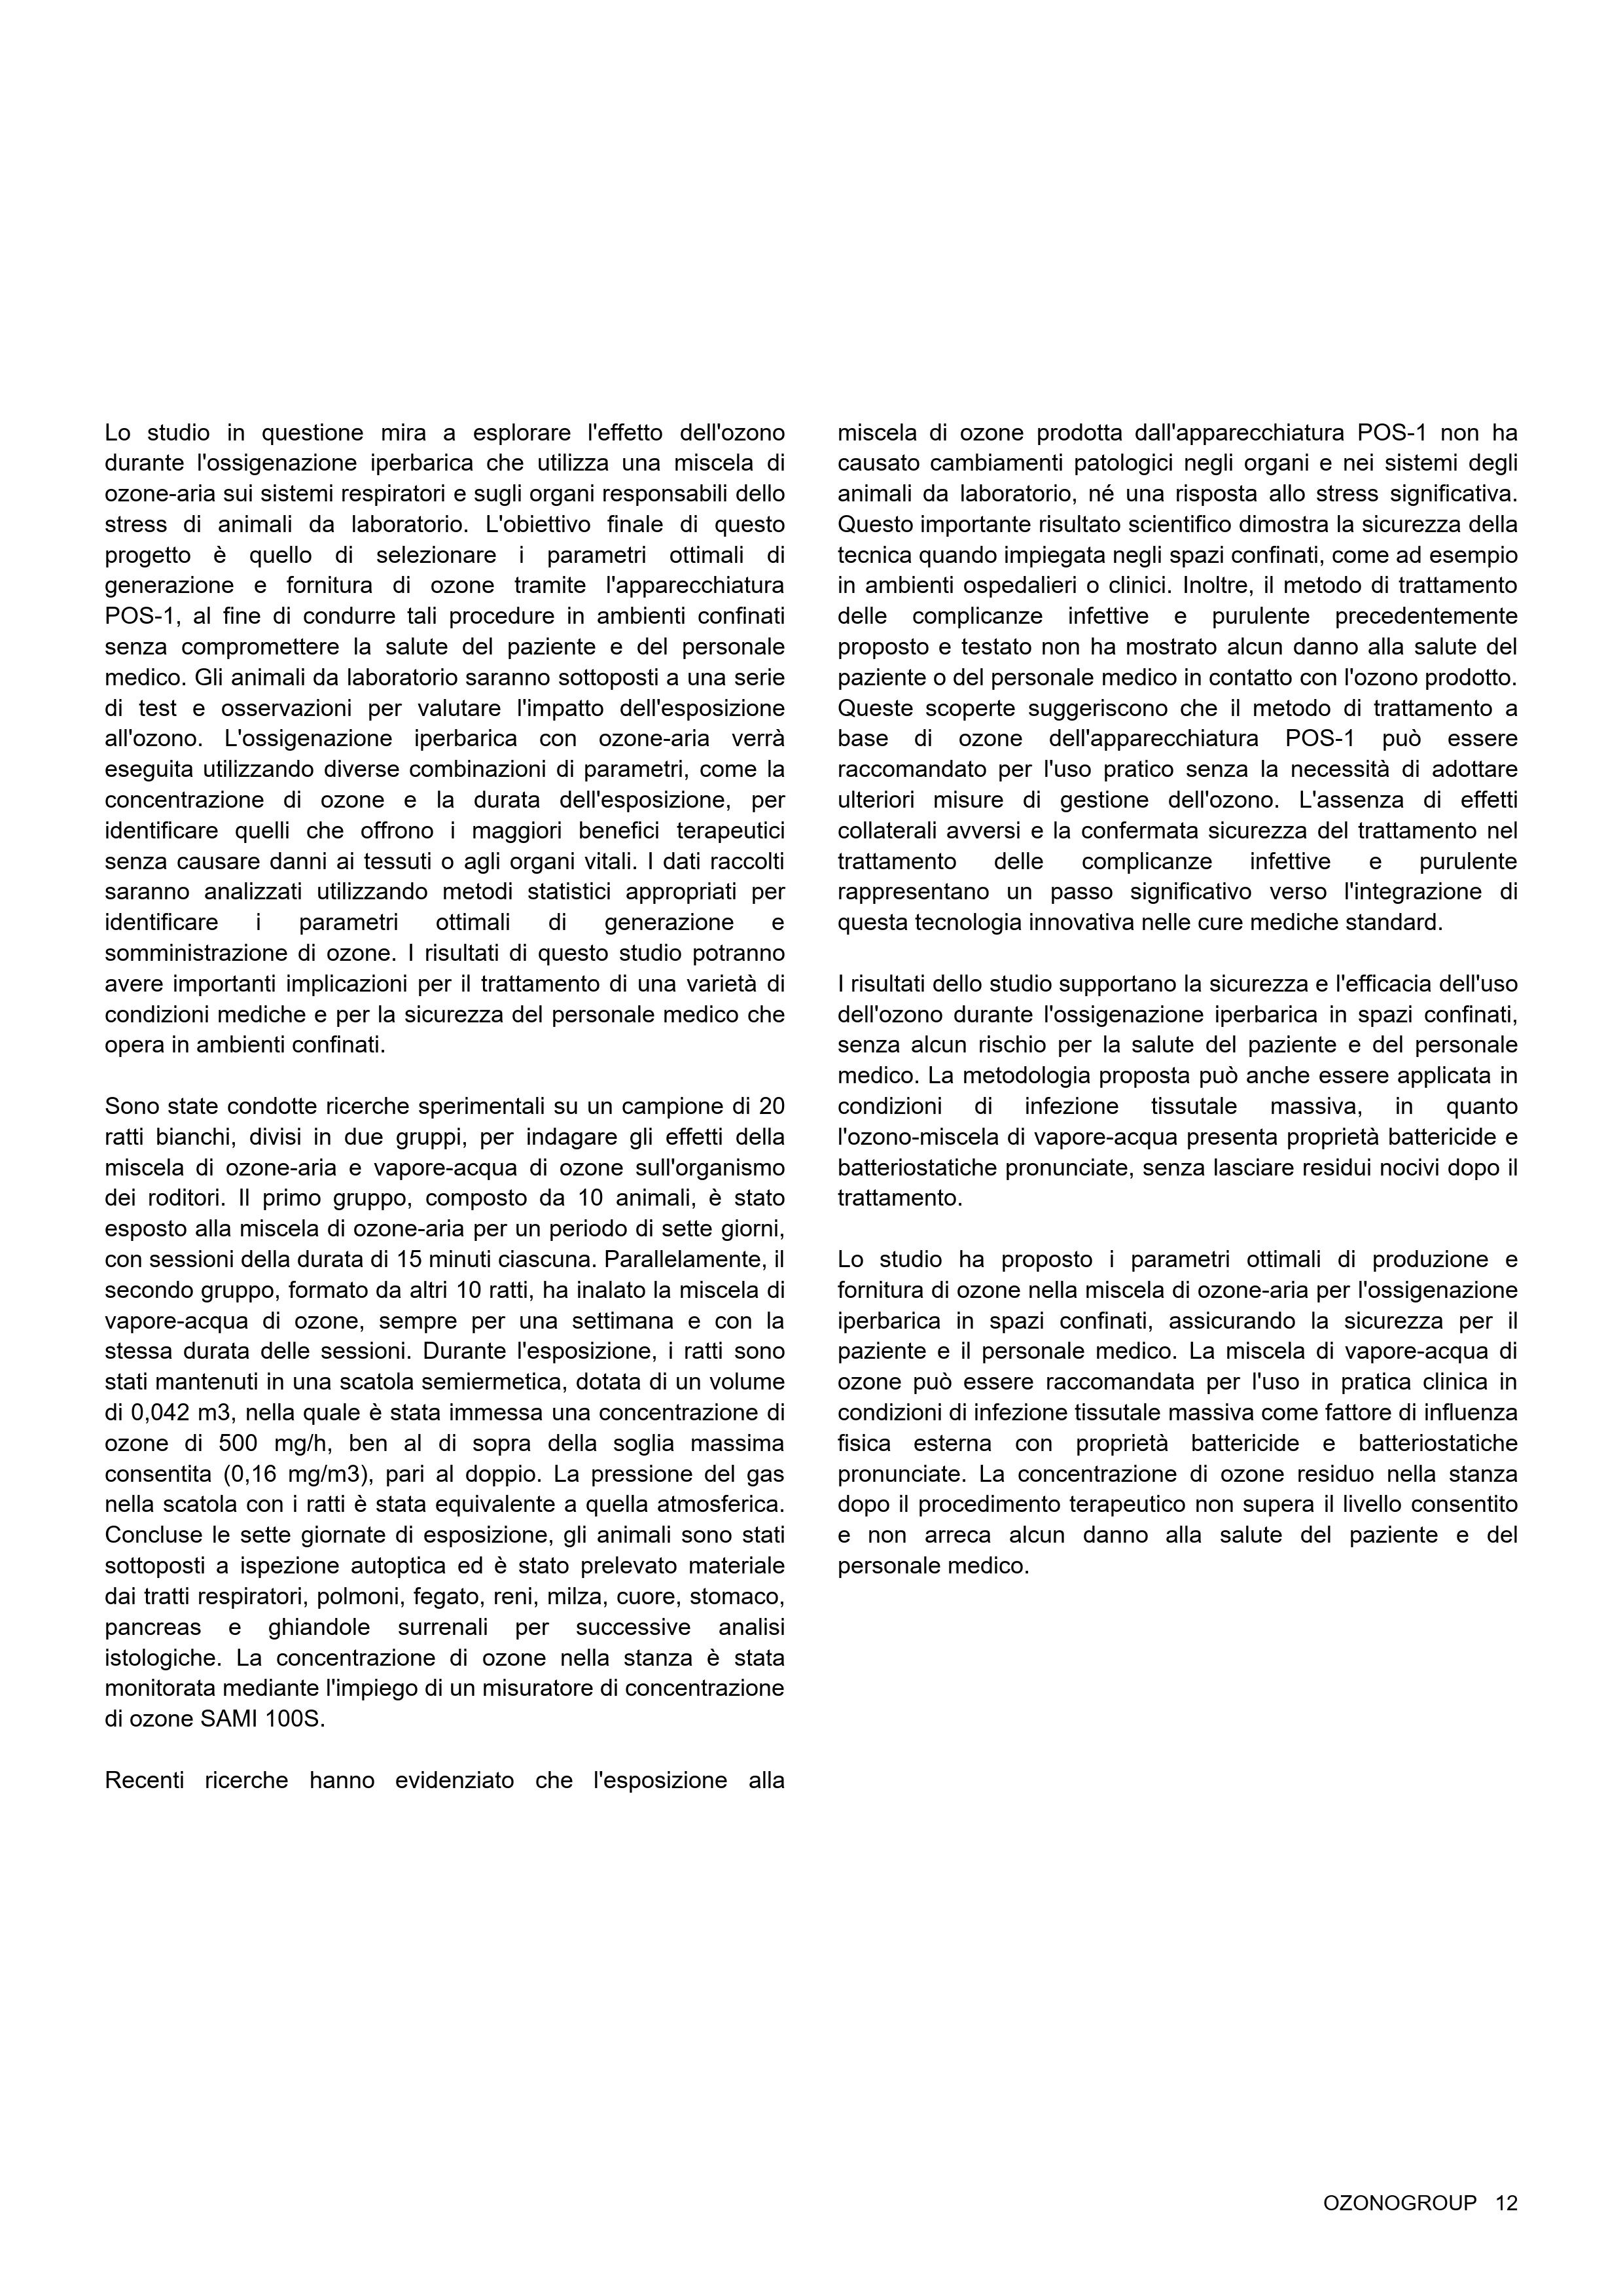 Lo studio in questione mira a esplorare l'effetto dell'ozono
durante l'ossigenazione iperbarica che utilizza una miscela di
ozone-aria sui sistemi respiratori e sugli organi responsabili dello
stress di animali da laboratorio. L'obiettivo finale di questo
progetto è quello di selezionare i parametri ottimali di
generazione e fornitura di ozono tramite l'apparecchiatura
POS-1, al fine di condurre tali procedure in ambienti confinati
senza compromettere la salute del paziente e del personale
medico. Gli animali da laboratorio saranno sottoposti a una serie
di test e osservazioni per valutare l'impatto dell'esposizione
all'ozono. L'ossigenazione iperbarica con ozone-aria verrà
eseguita utilizzando diverse combinazioni di parametri, come la
concentrazione di ozono e la durata dell'esposizione, per
identificare quelli che offrono i maggiori benefici terapeutici
senza causare danni ai tessuti o agli organi vitali. I dati raccolti
saranno analizzati utilizzando metodi statistici appropriati per
identificare i parametri ottimali di generazione e
somministrazione di ozono. I risultati di questo studio potranno
avere importanti implicazioni per il trattamento di una varietà di
condizioni mediche e per la sicurezza del personale medico che
opera in ambienti confinati.
Sono state condotte ricerche sperimentali su un campione di 20
ratti bianchi, divisi in due gruppi, per indagare gli effetti della
miscela di ozone-aria e vapore-acqua di ozono sull'organismo
dei roditori. Il primo gruppo, composto da 10 animali, è stato
esposto alla miscela di ozone-aria per un periodo di sette giorni,
con sessioni della durata di 15 minuti ciascuna. Parallelamente, il
secondo gruppo, formato da altri 10 ratti, ha inalato la miscela di
vapore-acqua di ozono, sempre per una settimana e con la
stessa durata delle sessioni. Durante l'esposizione, i ratti sono
stati mantenuti in una scatola semiermetica, dotata di un volume
di 0,042 m3, nella quale è stata immessa una concentrazione di
ozono di 500 mg/h, ben al di sopra della soglia massima
consentita (0,16 mg/m3), pari al doppio. La pressione del gas
nella scatola con i ratti è stata equivalente a quella atmosferica.
Concluse le sette giornate di esposizione, gli animali sono stati
sottoposti a ispezione autoptica ed è stato prelevato materiale
dai tratti respiratori, polmoni, fegato, reni, milza, cuore, stomaco,
pancreas e ghiandole surrenali per successive analisi
istologiche. La concentrazione di ozono nella stanza è stata
monitorata mediante l'impiego di un misuratore di concentrazione
di ozono SAMI 100S.
Recenti ricerche hanno evidenziato che l'esposizione alla
miscela di ozone prodotta dall'apparecchiatura POS-1 non ha
causato cambiamenti patologici negli organi e nei sistemi degli
animali da laboratorio, né una risposta allo stress significativa.
Questo importante risultato scientifico dimostra la sicurezza della
tecnica quando impiegata negli spazi confinati, come ad esempio
in ambienti ospedalieri o clinici. Inoltre, il metodo di trattamento
delle complicanze infettive e purulente precedentemente
proposto e testato non ha mostrato alcun danno alla salute del
paziente o del personale medico in contatto con l'ozono prodotto.
Queste scoperte suggeriscono che il metodo di trattamento a
base di ozone dell'apparecchiatura POS-1 può essere
raccomandato per l'uso pratico senza la necessità di adottare
ulteriori misure di gestione dell'ozono. L'assenza di effetti
collaterali avversi e la confermata sicurezza del trattamento nel
trattamento delle complicanze infettive e purulente
rappresentano un passo significativo verso l'integrazione di
questa tecnologia innovativa nelle cure mediche standard.
I risultati dello studio supportano la sicurezza e l'efficacia dell'uso
dell'ozono durante l'ossigenazione iperbarica in spazi confinati,
senza alcun rischio per la salute del paziente e del personale
medico. La metodologia proposta può anche essere applicata in
condizioni di infezione tissutale massiva, in quanto
l'ozono-miscela di vapore-acqua presenta proprietà battericide e
batteriostatiche pronunciate, senza lasciare residui nocivi dopo il
trattamento.
Lo studio ha proposto i parametri ottimali di produzione e
fornitura di ozono nella miscela di ozone-aria per l'ossigenazione
iperbarica in spazi confinati, assicurando la sicurezza per il
paziente e il personale medico. La miscela di vapore-acqua di
ozono può essere raccomandata per l'uso in pratica clinica in
condizioni di infezione tissutale massiva come fattore di influenza
fisica esterna con proprietà battericide e batteriostatiche
pronunciate. La concentrazione di ozono residuo nella stanza
dopo il procedimento terapeutico non supera il livello consentito
e non arreca alcun danno alla salute del paziente e del
personale medico.
OZONOGROUP 12